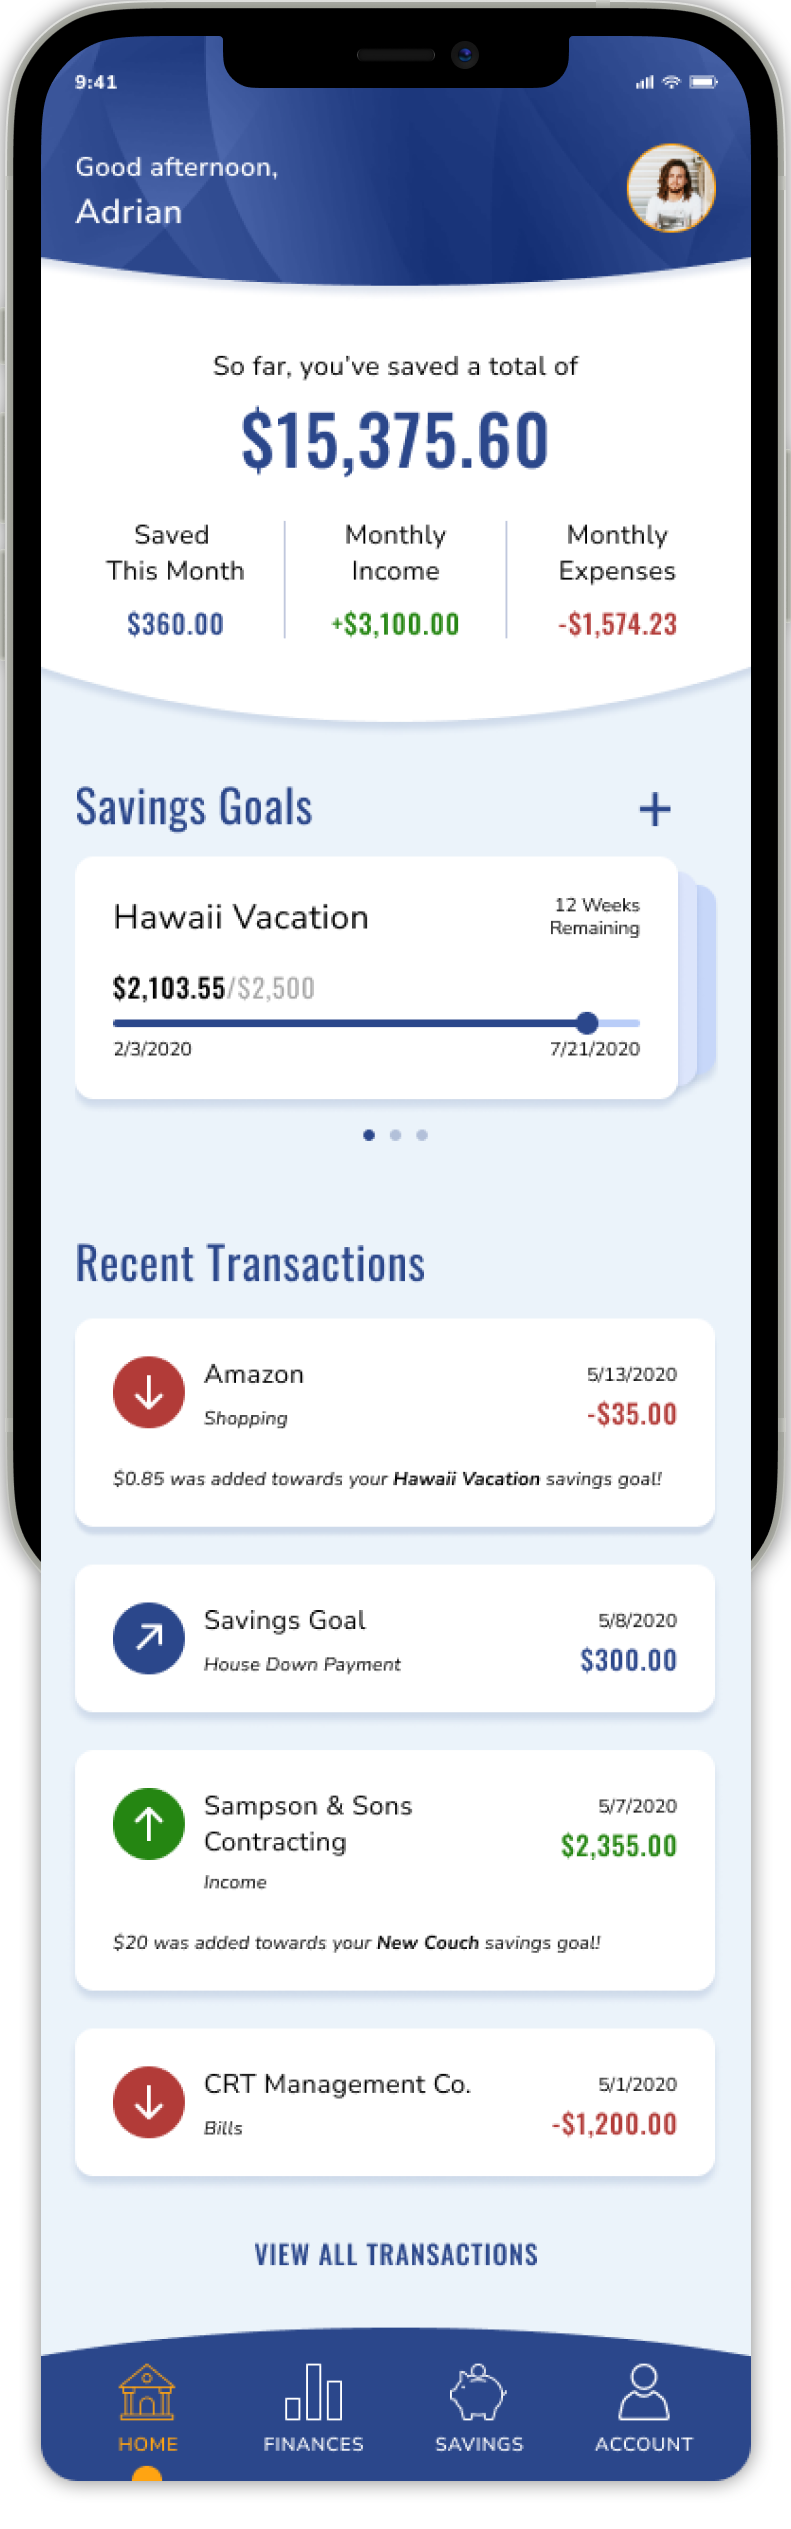 9:41
Good afternoon,
Adrian
So far, you've saved a total of
$15,375.60
Saved
This Month
$360.00
Monthly
Income
+$3,100.00
Monthly
Expenses
-$1,574.23
Savings Goals
+
Hawaii Vacation
12 Weeks
Remaining
$2,103.55/$2,500
2/3/2020
7/21/2020
Recent Transactions
Amazon
5/13/2020
Shopping
-$35.00
$0.85 was added towards your Hawaii Vacation savings goal!
Savings Goal
5/8/2020
House Down Payment
$300.00
Sampson & Sons
Contracting
5/7/2020
$2,355.00
Income
$20 was added towards your New Couch savings goal!
CRT Management Co.
5/1/2020
Bills
-$1,200.00
VIEW ALL TRANSACTIONS
HOME
FINANCES
SAVINGS
ACCOUNT